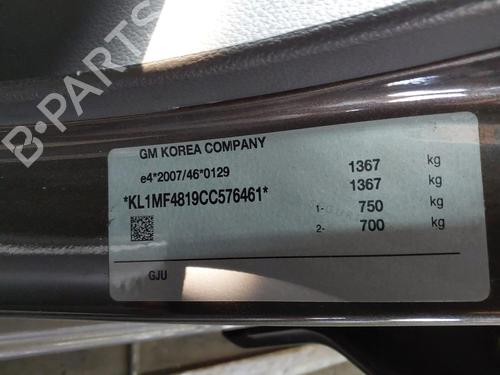 B-PARTS
GM KOREA COMPANY
e4*2007/46*0129 1367 kg
*KL1MF4819CC576461* 1367 kg
1- 750 kg
2- 700 kg
GJU